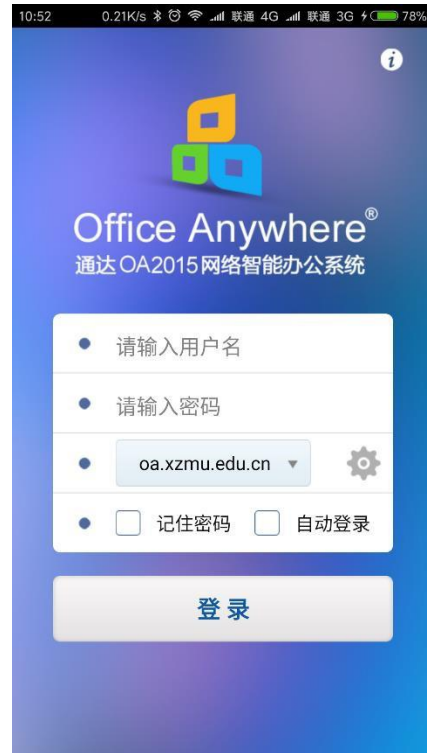 10:52 0.21K/s 联通 4G 联通 3G 78%
i
Office Anywhere®
通达OA2015网络智能办公系统
请输入用户名
请输入密码
oa.xzmu.edu.cn
记住密码 自动登录
登录